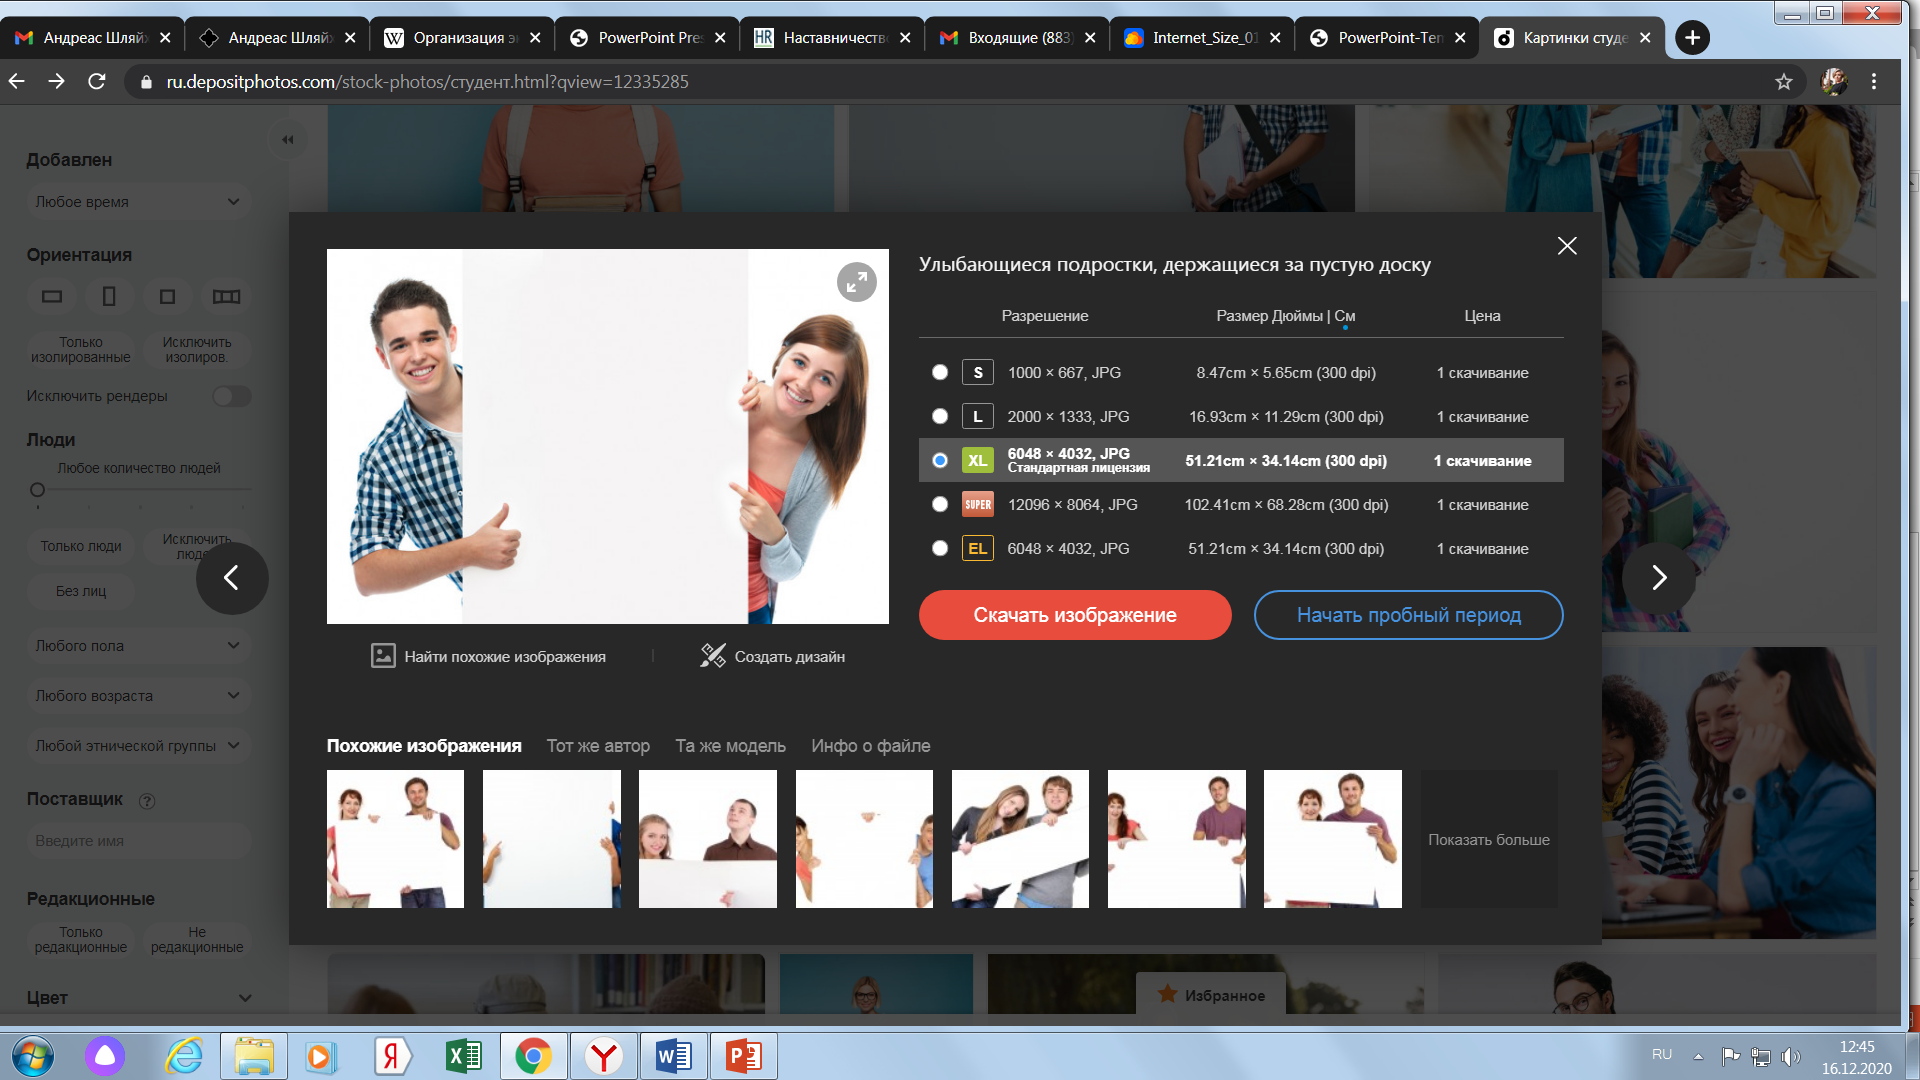 Андреас Шляйх
Андреас Шляйх
Организация э
PowerPoint Pres
Наставничеств
Входящие (883)
Internet_Size_01
PowerPoint-Tem
Картинки студе
ru.depositphotos.com/stock-photos/студент.html?qview=12335285
Добавлен
Любое время
Ориентация
Только изолированные
Исключить изолиров.
Исключить рендеры
Люди
Любое количество людей
Только люди
Исключить
Без лиц
Любого пола
Любого возраста
Любой этнической группы
Поставщик ?
Введите имя
Редакционные
Только редакционные
Не редакционные
Цвет
Улыбающиеся подростки, держащиеся за пустую доску
Разрешение Размер Дюймы | См Цена
S 1000 × 667, JPG 8.47cm × 5.65cm (300 dpi) 1 скачивание
L 2000 × 1333, JPG 16.93cm × 11.29cm (300 dpi) 1 скачивание
XL 6048 × 4032, JPG 51.21cm × 34.14cm (300 dpi) 1 скачивание
Стандартная лицензия
SUPER 12096 × 8064, JPG 102.41cm × 68.28cm (300 dpi) 1 скачивание
EL 6048 × 4032, JPG 51.21cm × 34.14cm (300 dpi) 1 скачивание
Скачать изображение
Начать пробный период
Найти похожие изображения
Создать дизайн
Похожие изображения Тот же автор Та же модель Инфо о файле
Показать больше
Избранное
RU
12:45
16.12.2020